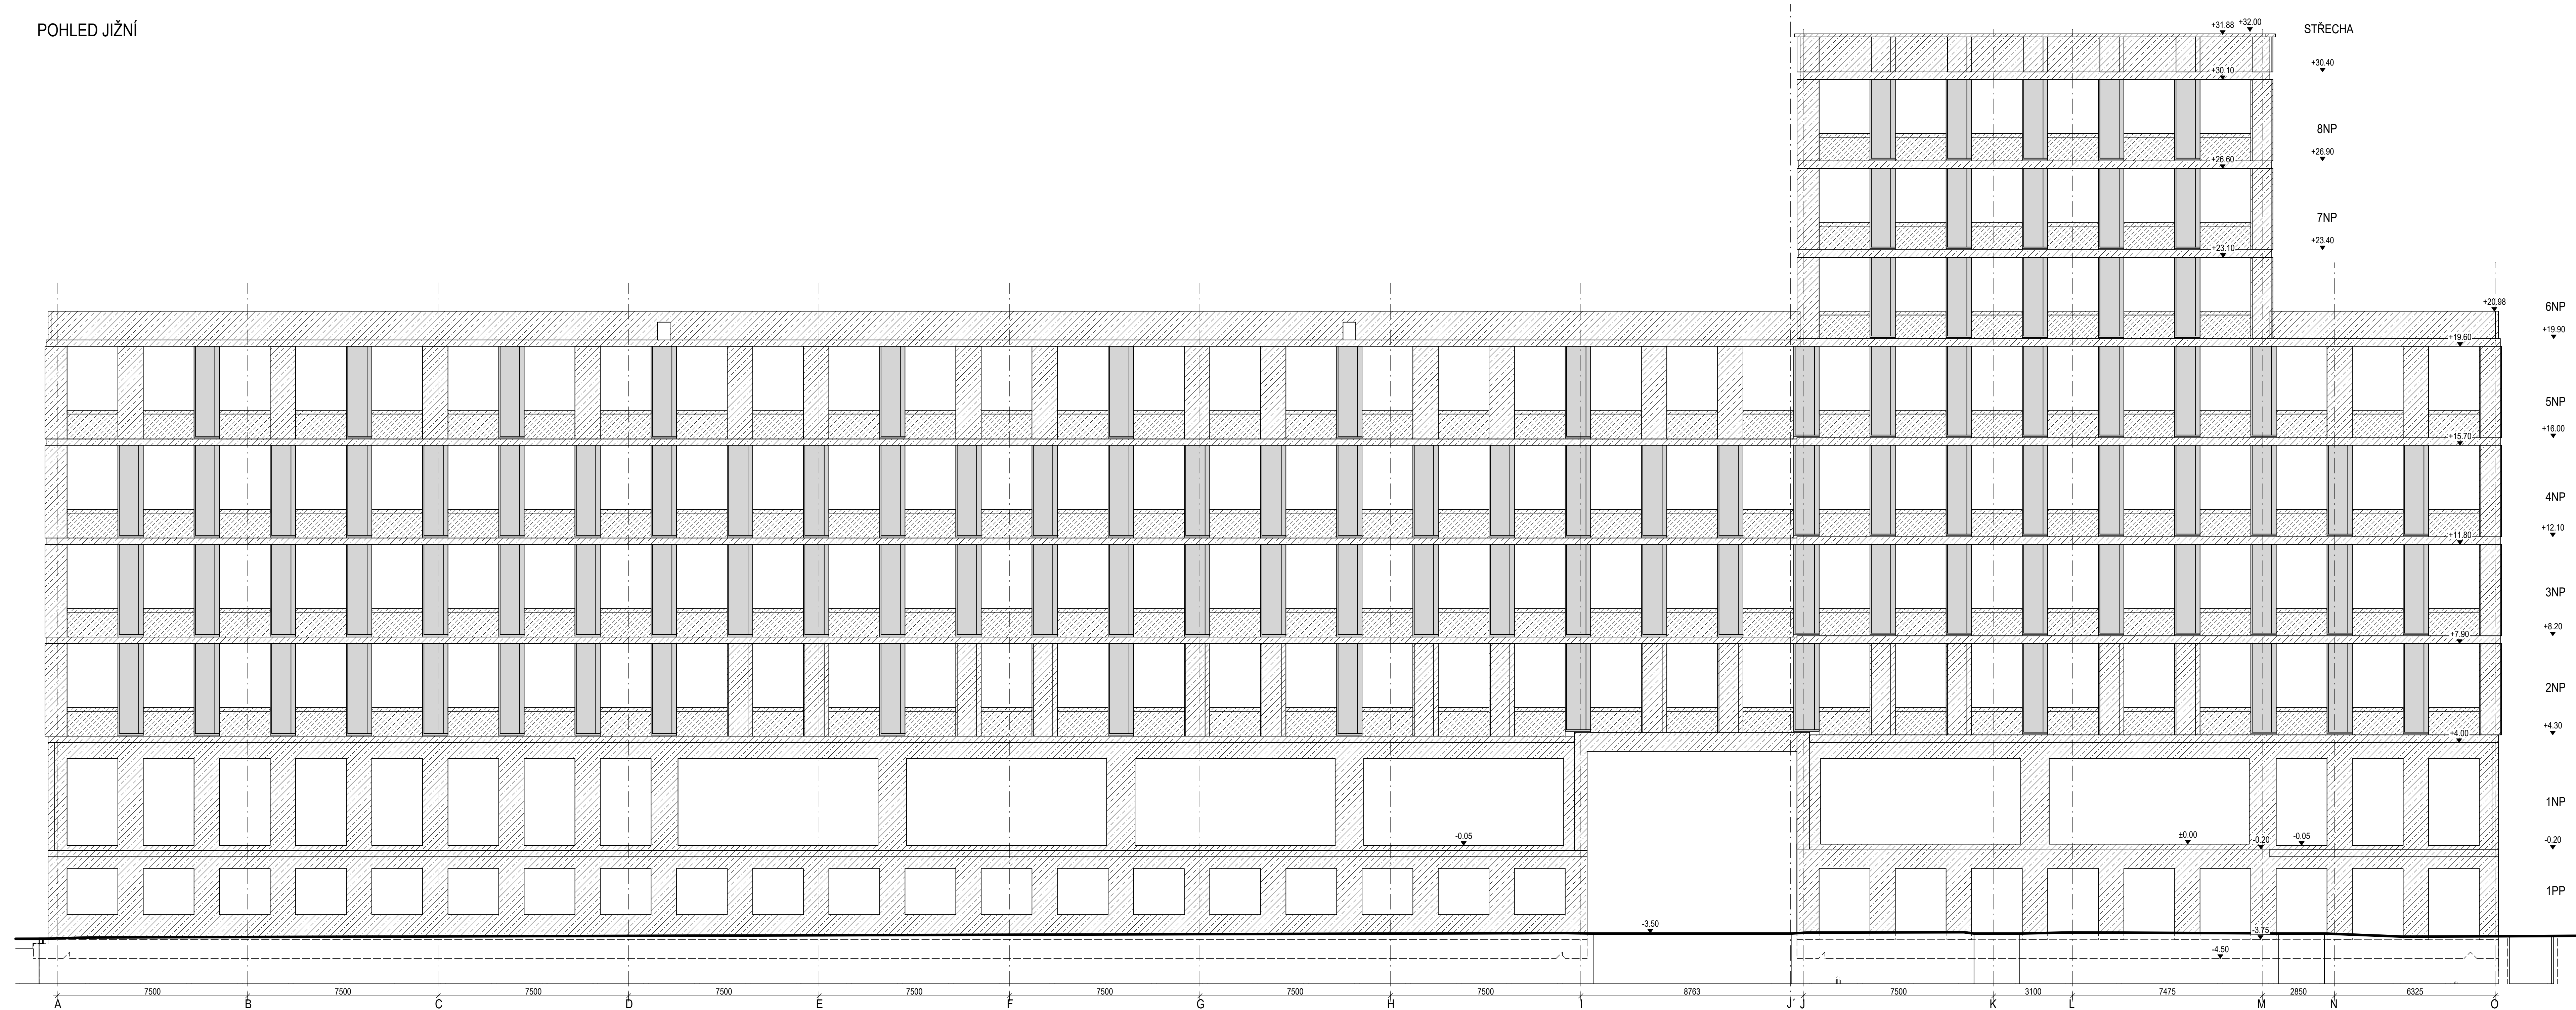 POHLED JIŽNÍ
+31.88 +32.00
STŘECHA
+30.40
+30.10
8NP
+26.90
+26.60
7NP
+23.40
+23.10
+20.98
6NP
+19.90
+19.60
5NP
+16.00
+15.70
4NP
+12.10
+11.80
3NP
+8.20
+7.90
2NP
+4.30
+4.00
1NP
-0.05 ±0.00 -0.20 -0.05 -0.20
1PP
-3.50
-3.75
-4.50
7500 7500 7500 7500 7500 7500 7500 7500 8763 7500 3100 7475 2850 6325
A B C D E F G H I J' J K L M N O